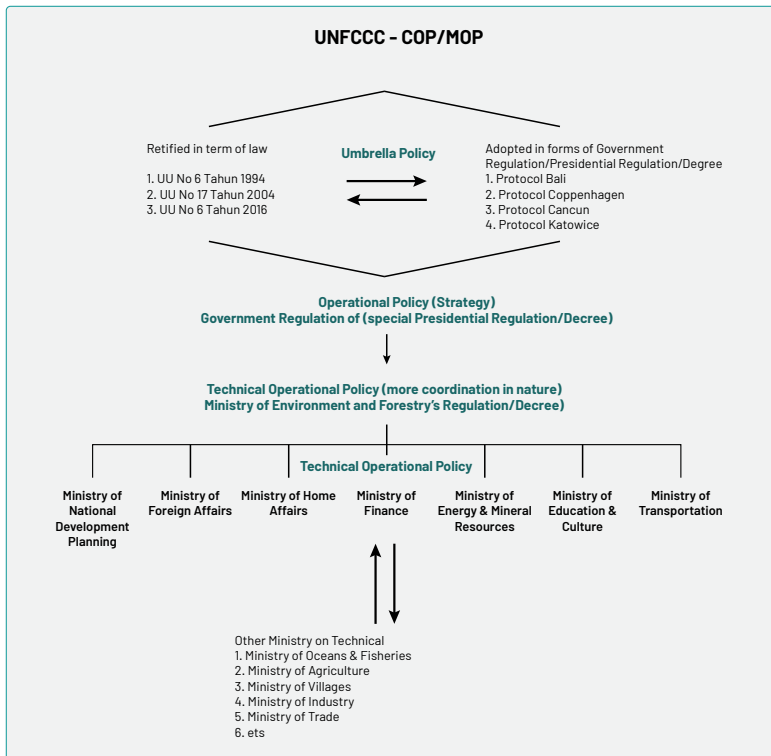 UNFCCC - COP/MOP
Retified in term of law
1. UU No 6 Tahun 1994
2. UU No 17 Tahun 2004
3. UU No 6 Tahun 2016
Umbrella Policy
Adopted in forms of Government
Regulation/Presidential Regulation/Degree
1. Protocol Bali
2. Protocol Coppenhagen
3. Protocol Cancun
4. Protocol Katowice
Operational Policy (Strategy)
Government Regulation of (special Presidential Regulation/Decree)
Technical Operational Policy (more coordination in nature)
Ministry of Environment and Forestry's Regulation/Decree)
Technical Operational Policy
Ministry of
National
Development
Planning
Ministry of
Foreign Affairs
Ministry of Home
Affairs
Ministry of
Finance
Ministry of
Energy & Mineral
Resources
Ministry of
Education &
Culture
Ministry of
Transportation
Other Ministry on Technical
1. Ministry of Oceans & Fisheries
2. Ministry of Agriculture
3. Ministry of Villages
4. Ministry of Industry
5. Ministry of Trade
6. ets